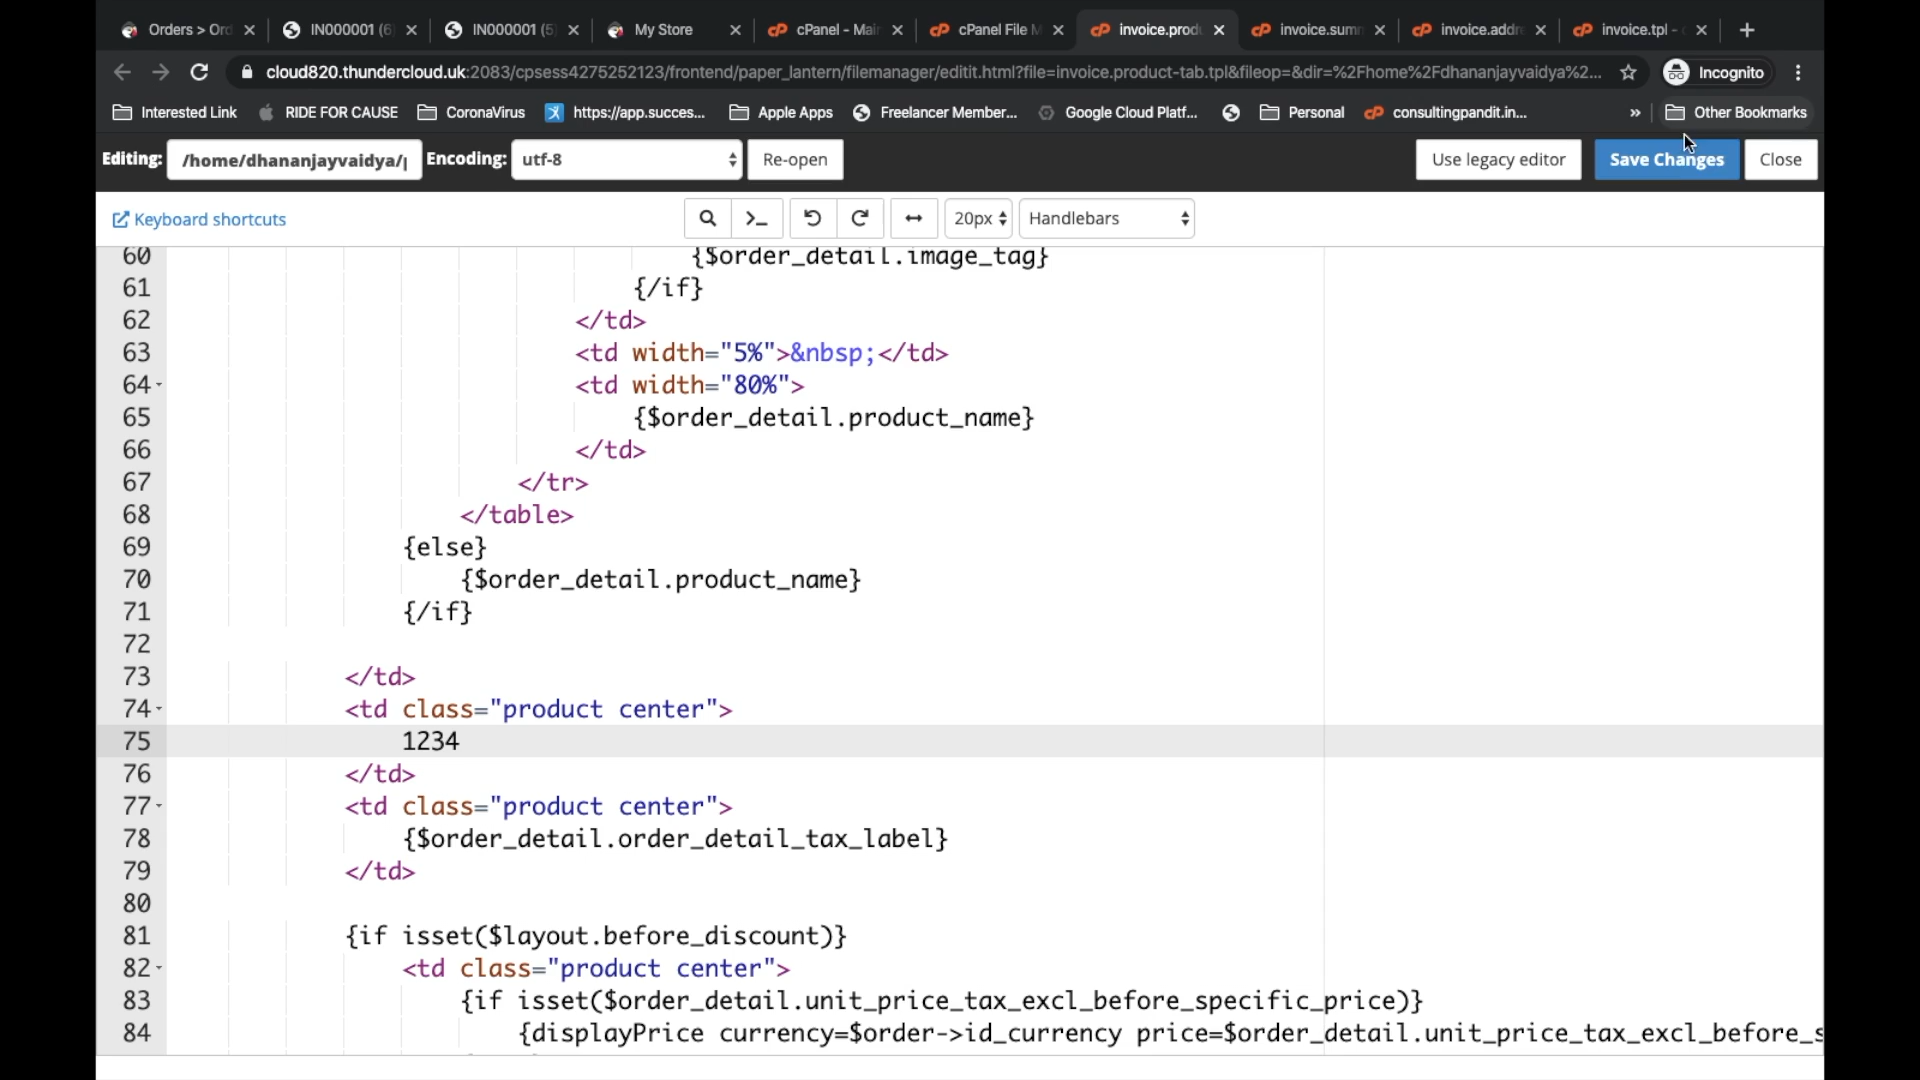 Orders > Ord
IN000001 (6
IN000001 (5
My Store
cPanel - Mai
cPanel File M
invoice.prod
invoice.sum
invoice.addr
invoice.tpl -
cloud820.thundercloud.uk:2083/cpsess4275252123/frontend/paper_lantern/filemanager/editit.html?file=invoice.product-tab.tpl&fileop=&dir=%2Fhome%2Fdhananjayvaidya%2...
Incognito
Interested Link
RIDE FOR CAUSE
CoronaVirus
https://app.succes...
Apple Apps
Freelancer Member...
Google Cloud Platf...
Personal
consultingpandit.in...
»
Other Bookmarks
Editing: /home/dhananjayvaidya/p Encoding: utf-8 Re-open Use legacy editor Save Changes Close
Keyboard shortcuts 20px Handlebars
60 {$order_detail.image_tag}
61 {/if}
62 </td>
63 <td width="5%">&nbsp;</td>
64 <td width="80%">
65 {$order_detail.product_name}
66 </td>
67 </tr>
68 </table>
69 {else}
70 {$order_detail.product_name}
71 {/if}
72
73 </td>
74 <td class="product center">
75 1234
76 </td>
77 <td class="product center">
78 {$order_detail.order_detail_tax_label}
79 </td>
80
81 {if isset($layout.before_discount)}
82 <td class="product center">
83 {if isset($order_detail.unit_price_tax_excl_before_specific_price)}
84 {displayPrice currency=$order->id_currency price=$order_detail.unit_price_tax_excl_before_s